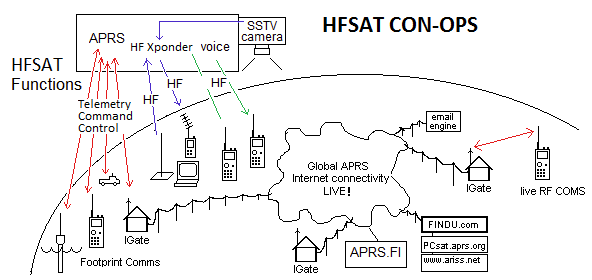 HFSAT CON-OPS
SSTV
camera
APRS
HF Xponder
voice
HFSAT
Functions
HF
HF
Telemetry
Command
Control
HF
email
engine
Global APRS
Internet connectivity
LIVE!
IGate
live RF COMS
IGate
Footprint Comms
IGate
APRS.FI
FINDU.com
PCsat.aprs.org
www.ariss.net